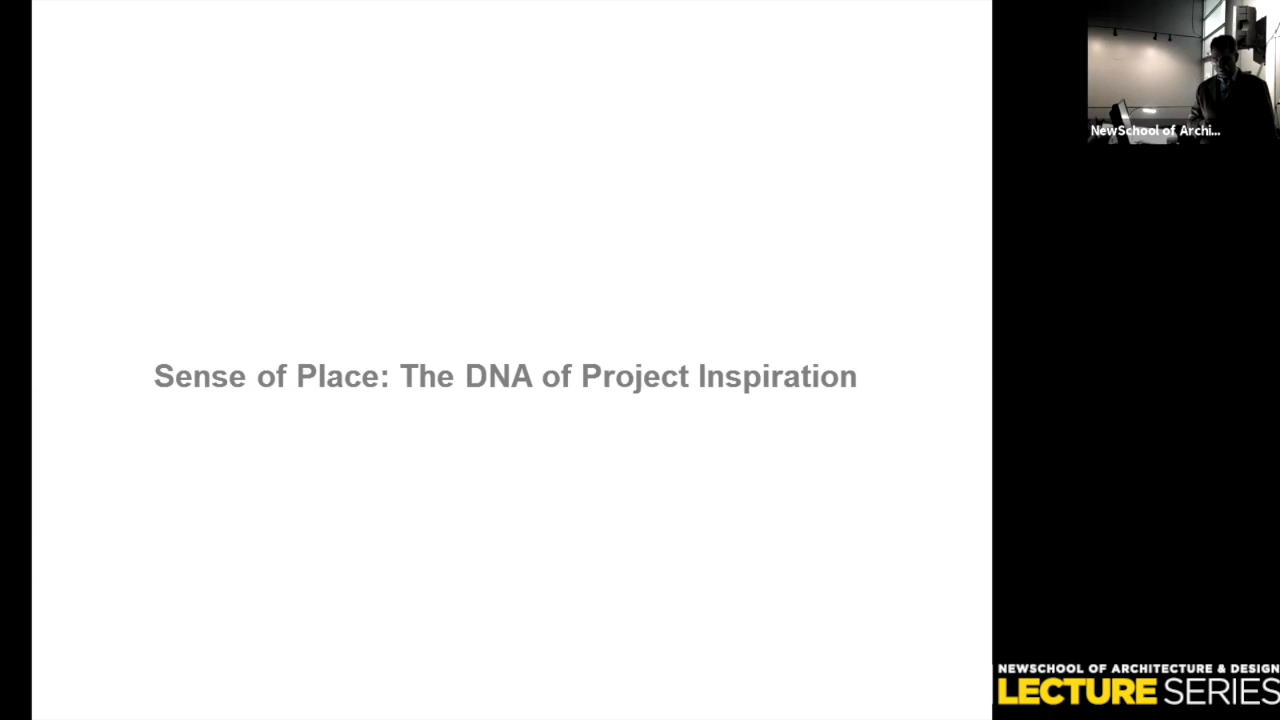 Sense of Place: The DNA of Project Inspiration
NewSchool of Archi...
NEWSCHOOL OF ARCHITECTURE & DESIGN
LECTURE SERIES